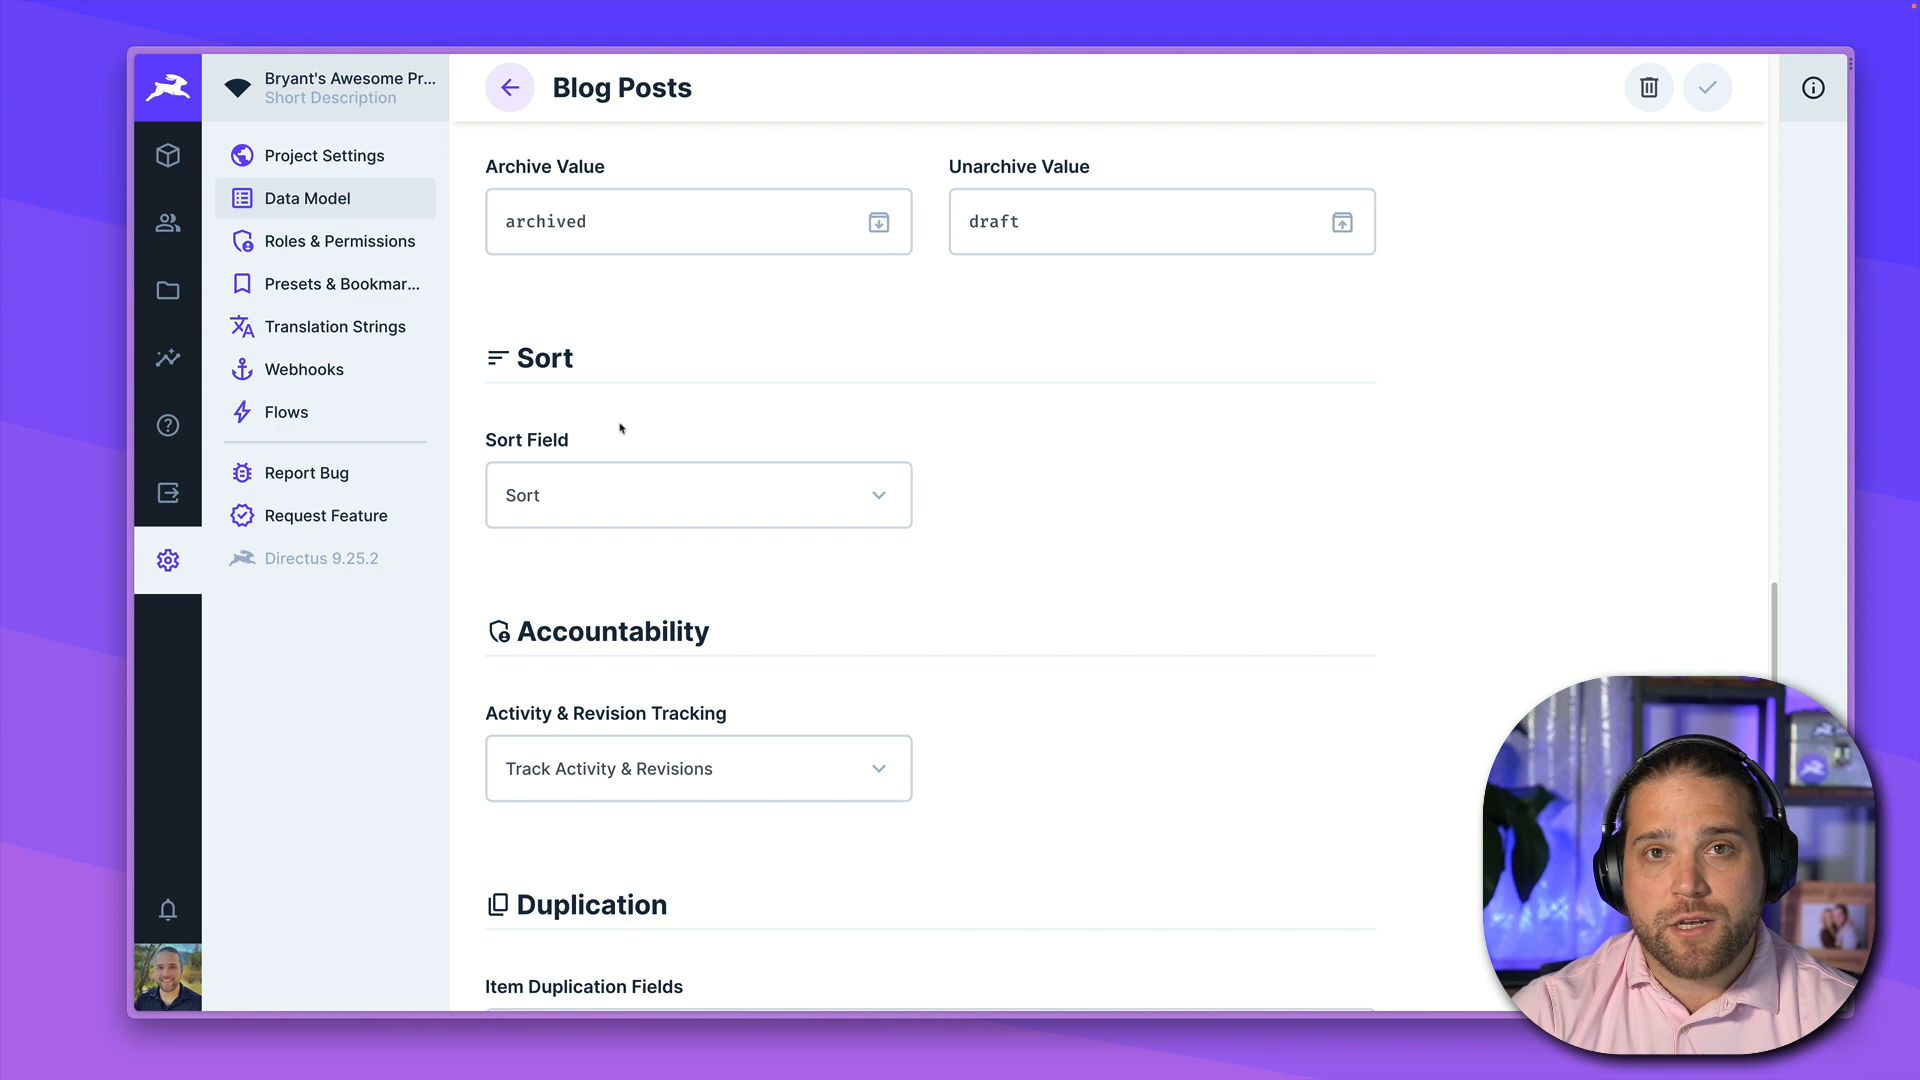 Bryant's Awesome Pr...
Short Description
Blog Posts
Project Settings
Data Model
Roles & Permissions
Presets & Bookmar...
Translation Strings
Webhooks
Flows
Report Bug
Request Feature
Directus 9.25.2
Archive Value
Unarchive Value
archived
draft
Sort
Sort Field
Sort
Accountability
Activity & Revision Tracking
Track Activity & Revisions
Duplication
Item Duplication Fields